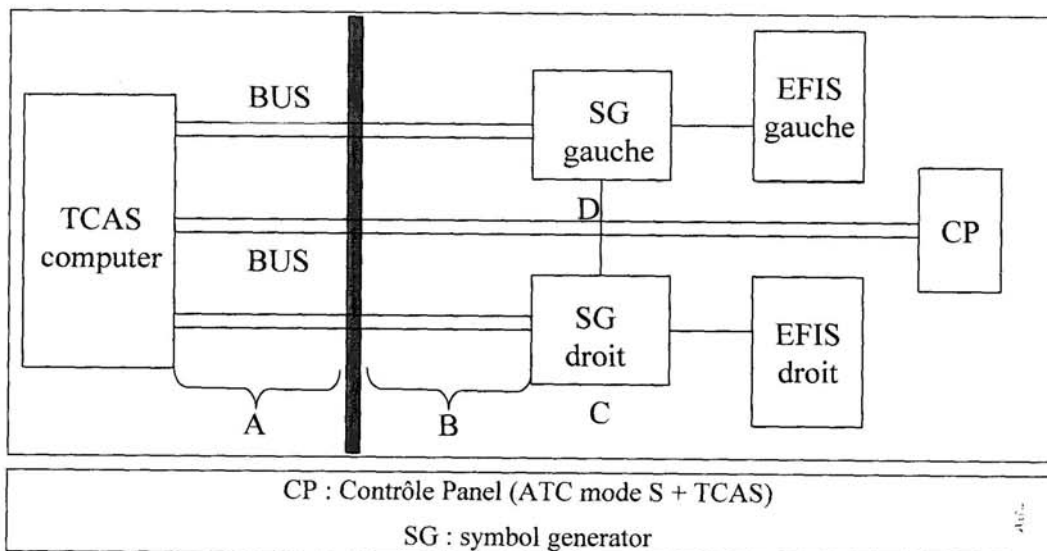 BUS
SG
gauche
EFIS
gauche
TCAS
computer
D
BUS
CP
SG
droit
EFIS
droit
A
B
C
CP : Contrôle Panel (ATC mode S + TCAS)
SG : symbol generator